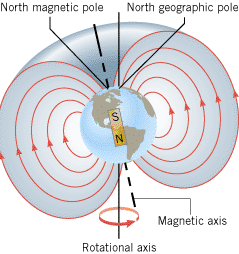 North magnetic pole
North geographic pole
S
N
Magnetic axis
Rotational axis